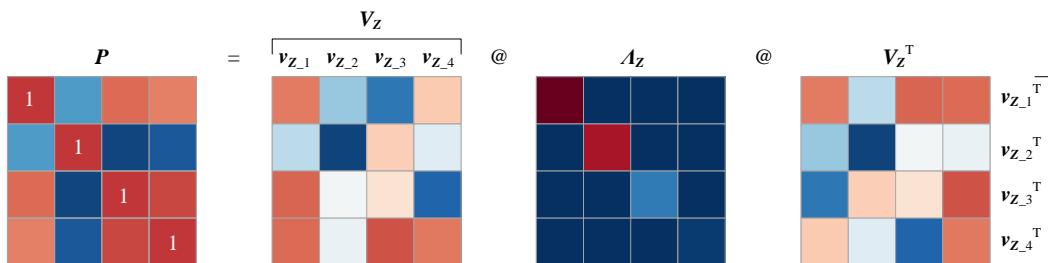 V_Z
P = v_Z_1 v_Z_2 v_Z_3 v_Z_4 @ Λ_Z @ V_Z^T
1
1
1
1
v_Z_1^T
v_Z_2^T
v_Z_3^T
v_Z_4^T